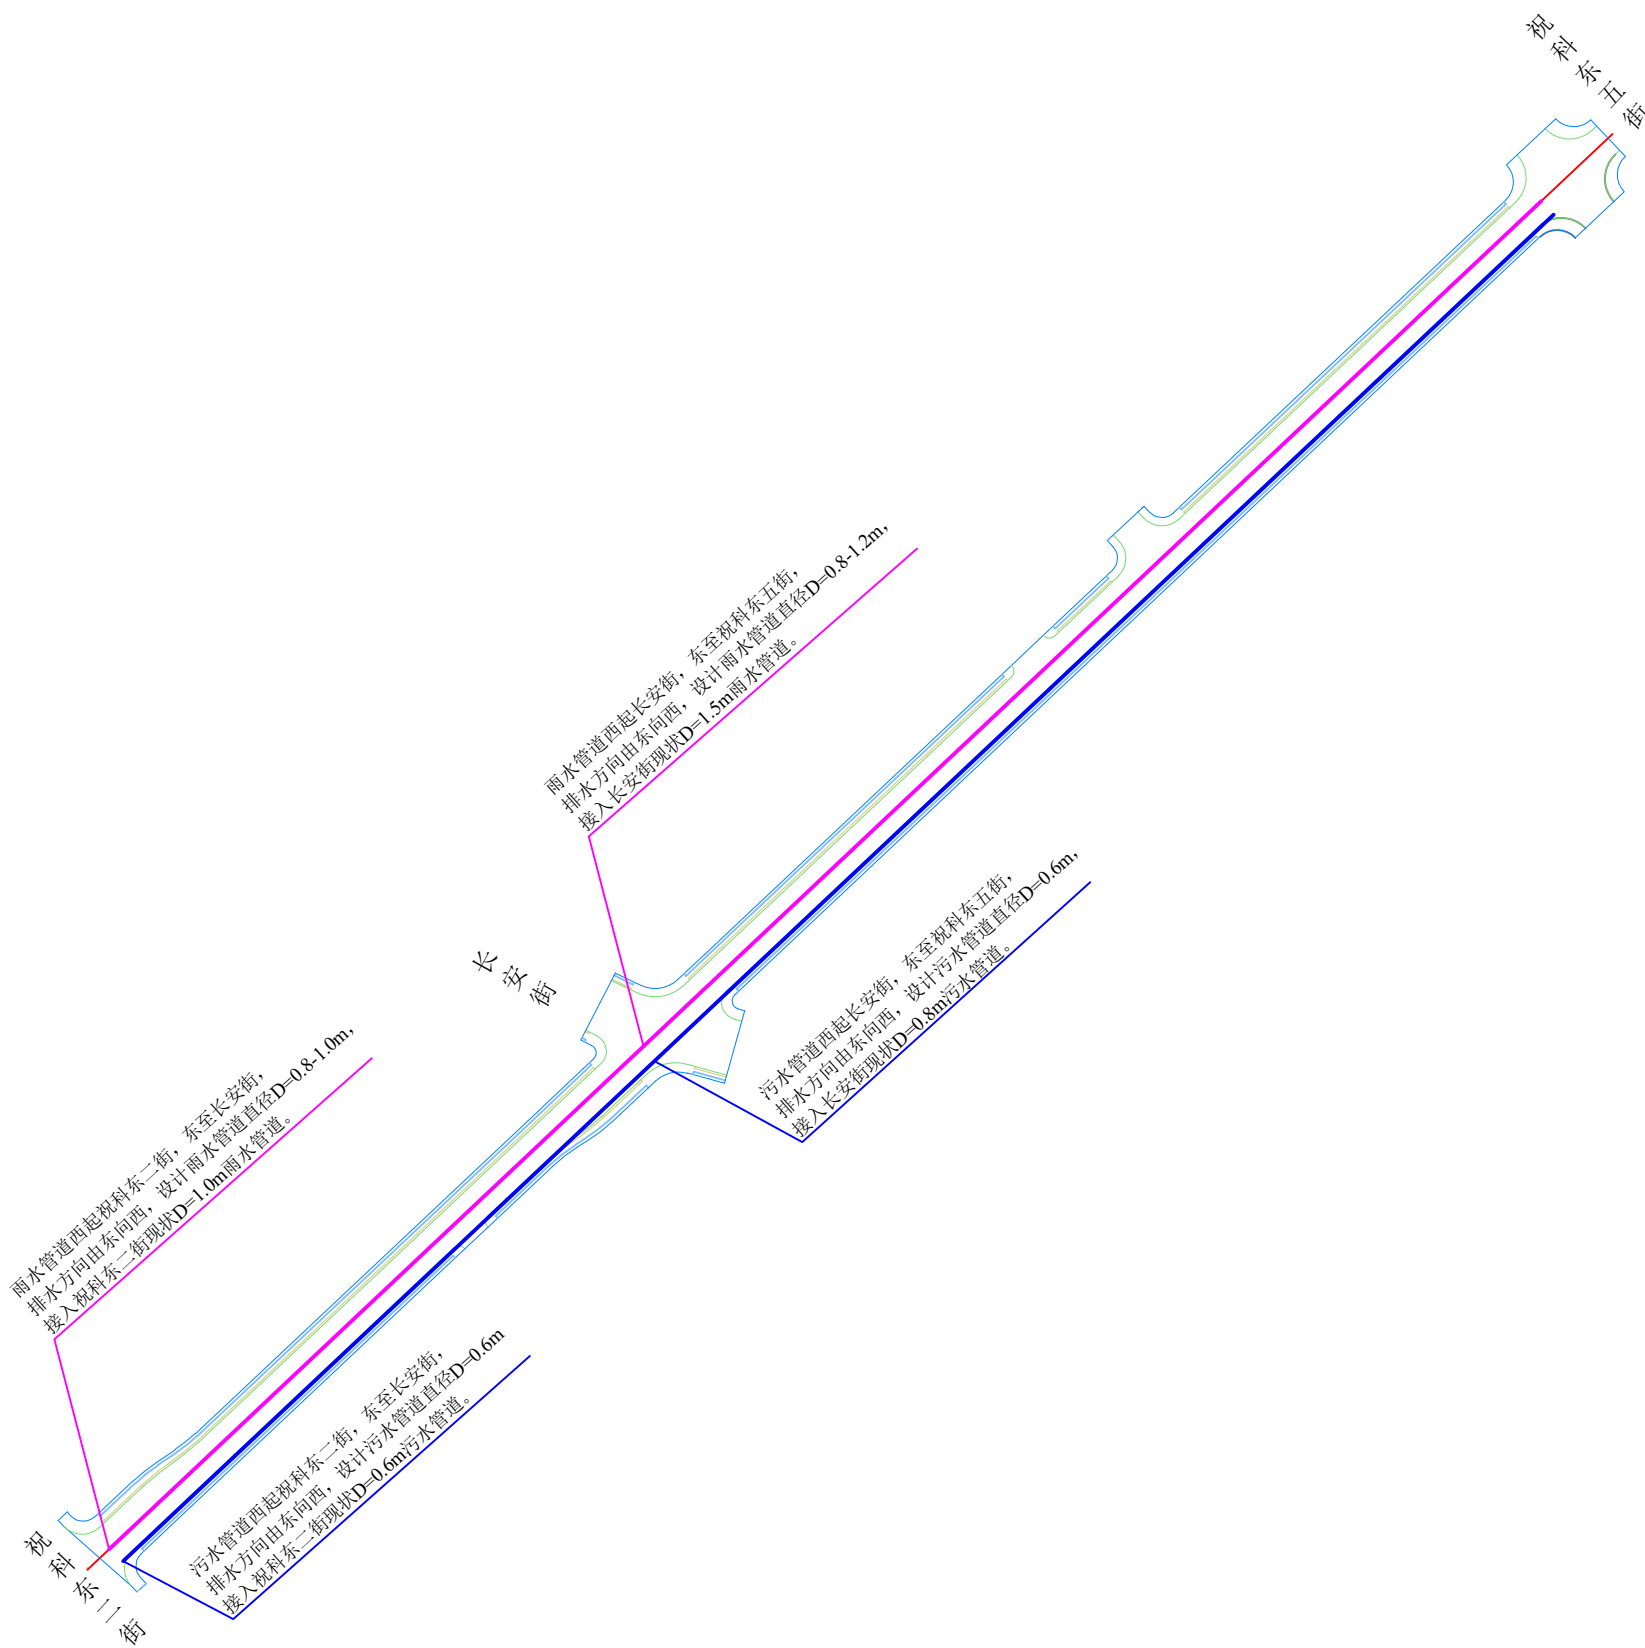 祝科东五街
雨水管道西起长安街，东至祝科东五街，
排水方向由东向西，设计雨水管道直径D=0.8-1.2m，
接入长安街现状D=1.5m雨水管道。
污水管道西起长安街，东至祝科东五街，
排水方向由东向西，设计污水管道直径D=0.6m，
接入长安街现状D=0.8m污水管道。
长安街
雨水管道西起祝科东二街，东至长安街，
排水方向由东向西，设计雨水管道直径D=0.8-1.0m，
接入祝科东二街现状D=1.0m雨水管道。
污水管道西起祝科东二街，东至长安街，
排水方向由东向西，设计污水管道直径D=0.6m
接入祝科东二街现状D=0.6m污水管道。
祝科东二街